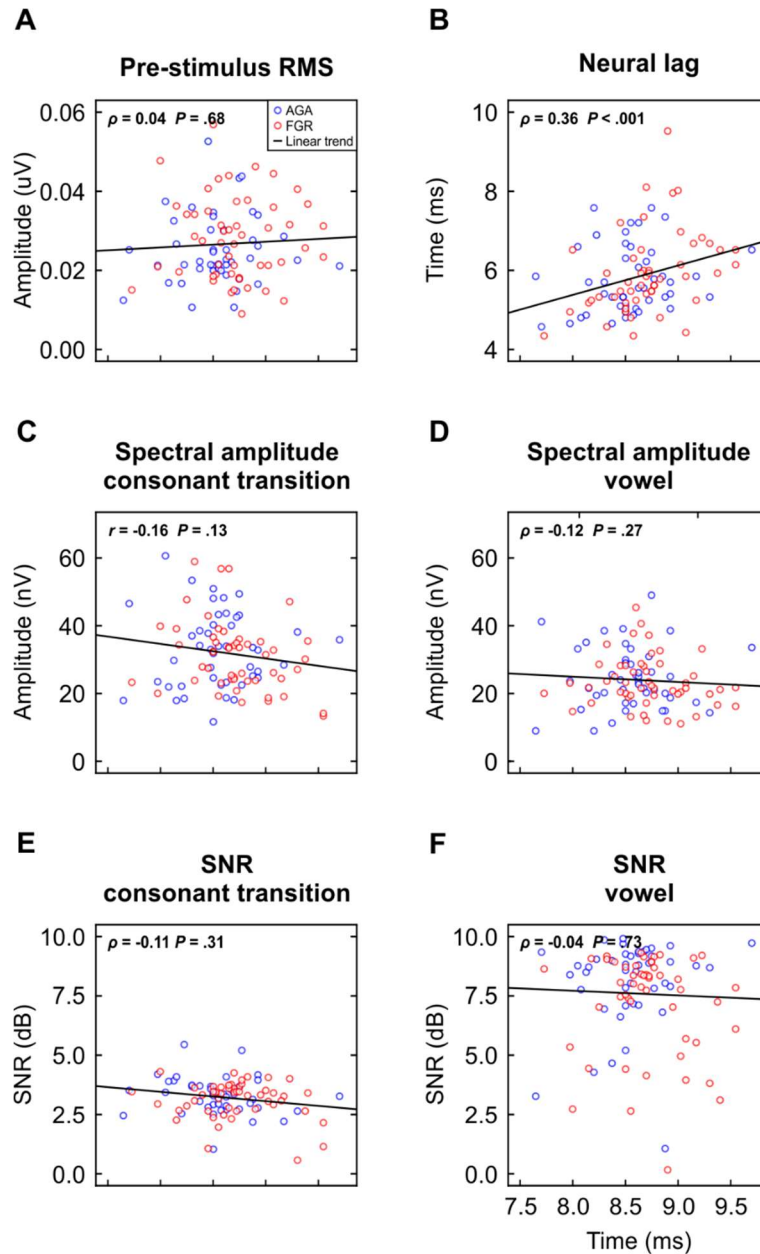 A
Pre-stimulus RMS
ρ = 0.04 P = .68
AGA
FGR
Linear trend
0.06
0.04
0.02
0.00
Amplitude (uV)
B
Neural lag
ρ = 0.36 P < .001
10
8
6
4
Time (ms)
C
Spectral amplitude
consonant transition
r = -0.16 P = .13
60
40
20
0
Amplitude (nV)
D
Spectral amplitude
vowel
ρ = -0.12 P = .27
60
40
20
0
Amplitude (nV)
E
SNR
consonant transition
ρ = -0.11 P = .31
10.0
7.5
5.0
2.5
0.0
SNR (dB)
F
SNR
vowel
ρ = -0.04 P = .73
10.0
7.5
5.0
2.5
0.0
SNR (dB)
7.5 8.0 8.5 9.0 9.5
Time (ms)